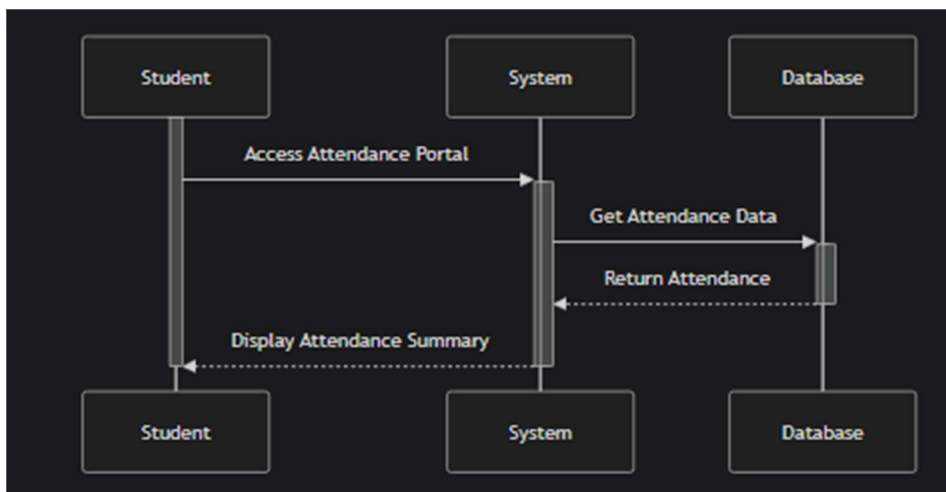 Student
System
Database
Access Attendance Portal
Get Attendance Data
Return Attendance
Display Attendance Summary
Student
System
Database